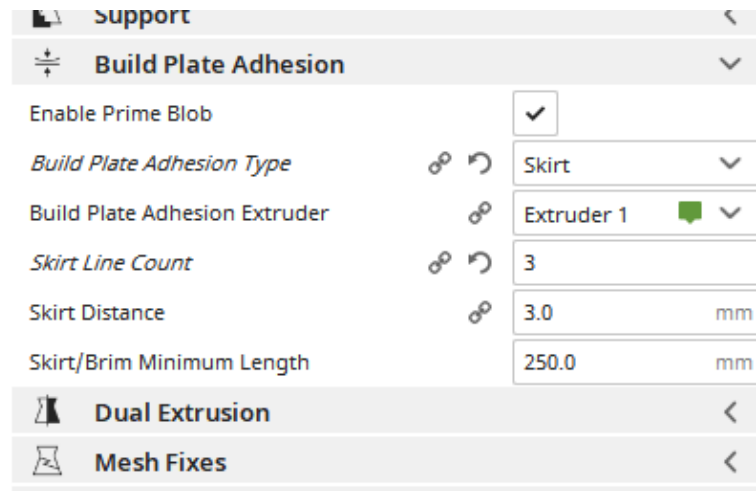 Support
Build Plate Adhesion
Enable Prime Blob
Build Plate Adhesion Type Skirt
Build Plate Adhesion Extruder Extruder 1
Skirt Line Count 3
Skirt Distance 3.0 mm
Skirt/Brim Minimum Length 250.0 mm
Dual Extrusion
Mesh Fixes